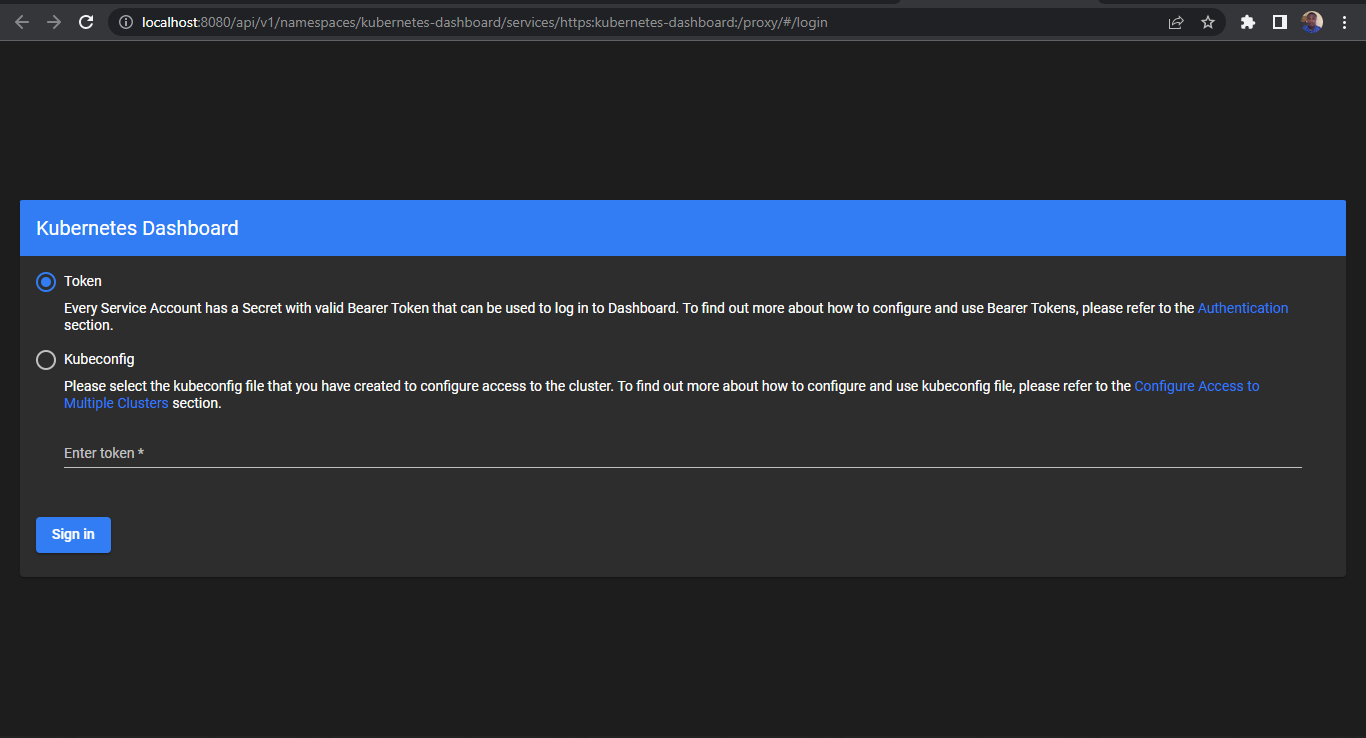 localhost:8080/api/v1/namespaces/kubernetes-dashboard/services/https:kubernetes-dashboard:/proxy/#/login
Kubernetes Dashboard
Token
Every Service Account has a Secret with valid Bearer Token that can be used to log in to Dashboard. To find out more about how to configure and use Bearer Tokens, please refer to the Authentication
section.
Kubeconfig
Please select the kubeconfig file that you have created to configure access to the cluster. To find out more about how to configure and use kubeconfig file, please refer to the Configure Access to
Multiple Clusters section.
Enter token *
Sign in